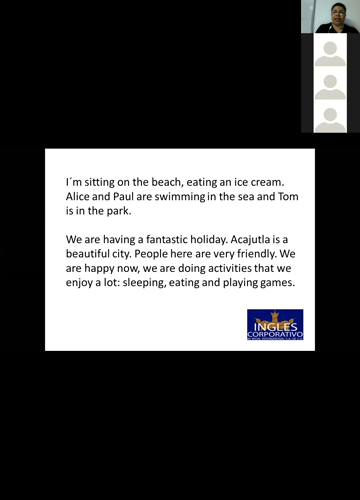 I´m sitting on the beach, eating an ice cream.
Alice and Paul are swimming in the sea and Tom
is in the park.
We are having a fantastic holiday. Acajutla is a
beautiful city. People here are very friendly. We
are happy now, we are doing activities that we
enjoy a lot: sleeping, eating and playing games.
INGLES
CORPORATIVO